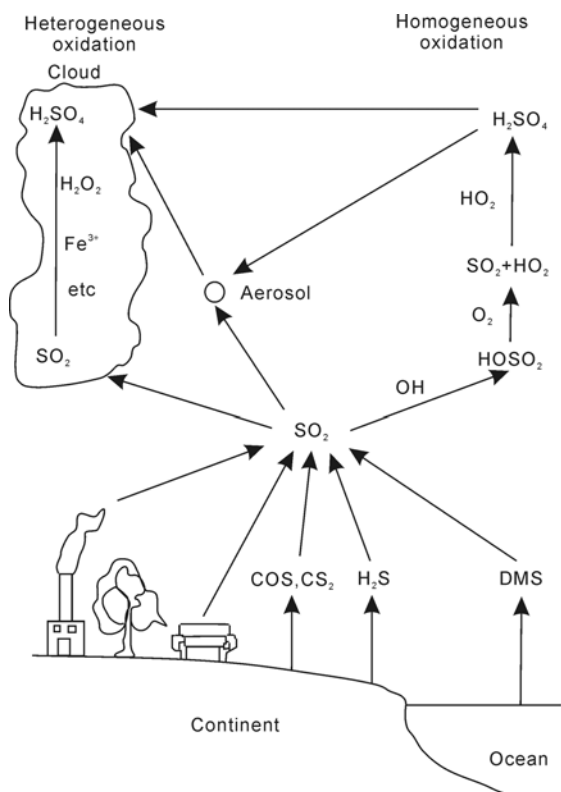 Heterogeneous
oxidation
Homogeneous
oxidation
Cloud
H₂SO₄
H₂SO₄
H₂O₂
HO₂
Fe³⁺
SO₂+HO₂
etc
Aerosol
O₂
SO₂
HOSO₂
OH
SO₂
COS,CS₂
H₂S
DMS
Continent
Ocean